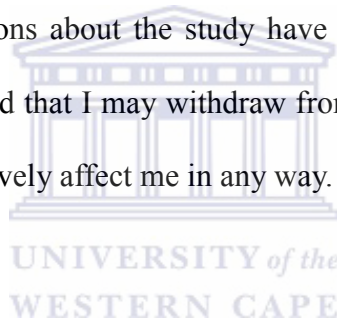 ons about the study have
d that I may withdraw from
vely affect me in any way.
UNIVERSITY of the
WESTERN CAPE